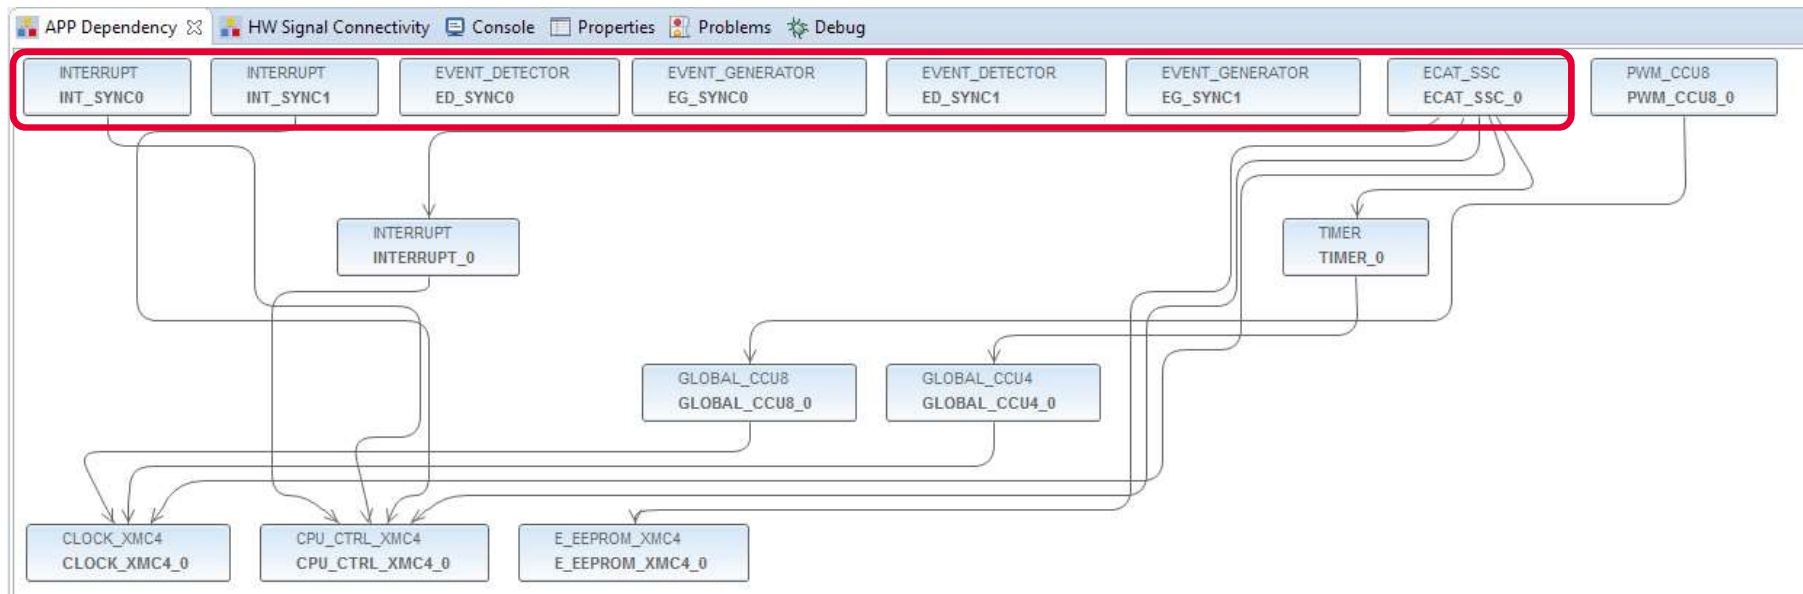 APP Dependency HW Signal Connectivity Console Properties Problems Debug
INTERRUPT
INT_SYNC0
INTERRUPT
INT_SYNC1
EVENT_DETECTOR
ED_SYNC0
EVENT_GENERATOR
EG_SYNC0
EVENT_DETECTOR
ED_SYNC1
EVENT_GENERATOR
EG_SYNC1
ECAT_SSC
ECAT_SSC_0
PWM_CCU8
PWM_CCU8_0
INTERRUPT
INTERRUPT_0
TIMER
TIMER_0
GLOBAL_CCU8
GLOBAL_CCU8_0
GLOBAL_CCU4
GLOBAL_CCU4_0
CLOCK_XMC4
CLOCK_XMC4_0
CPU_CTRL_XMC4
CPU_CTRL_XMC4_0
E_EEPROM_XMC4
E_EEPROM_XMC4_0